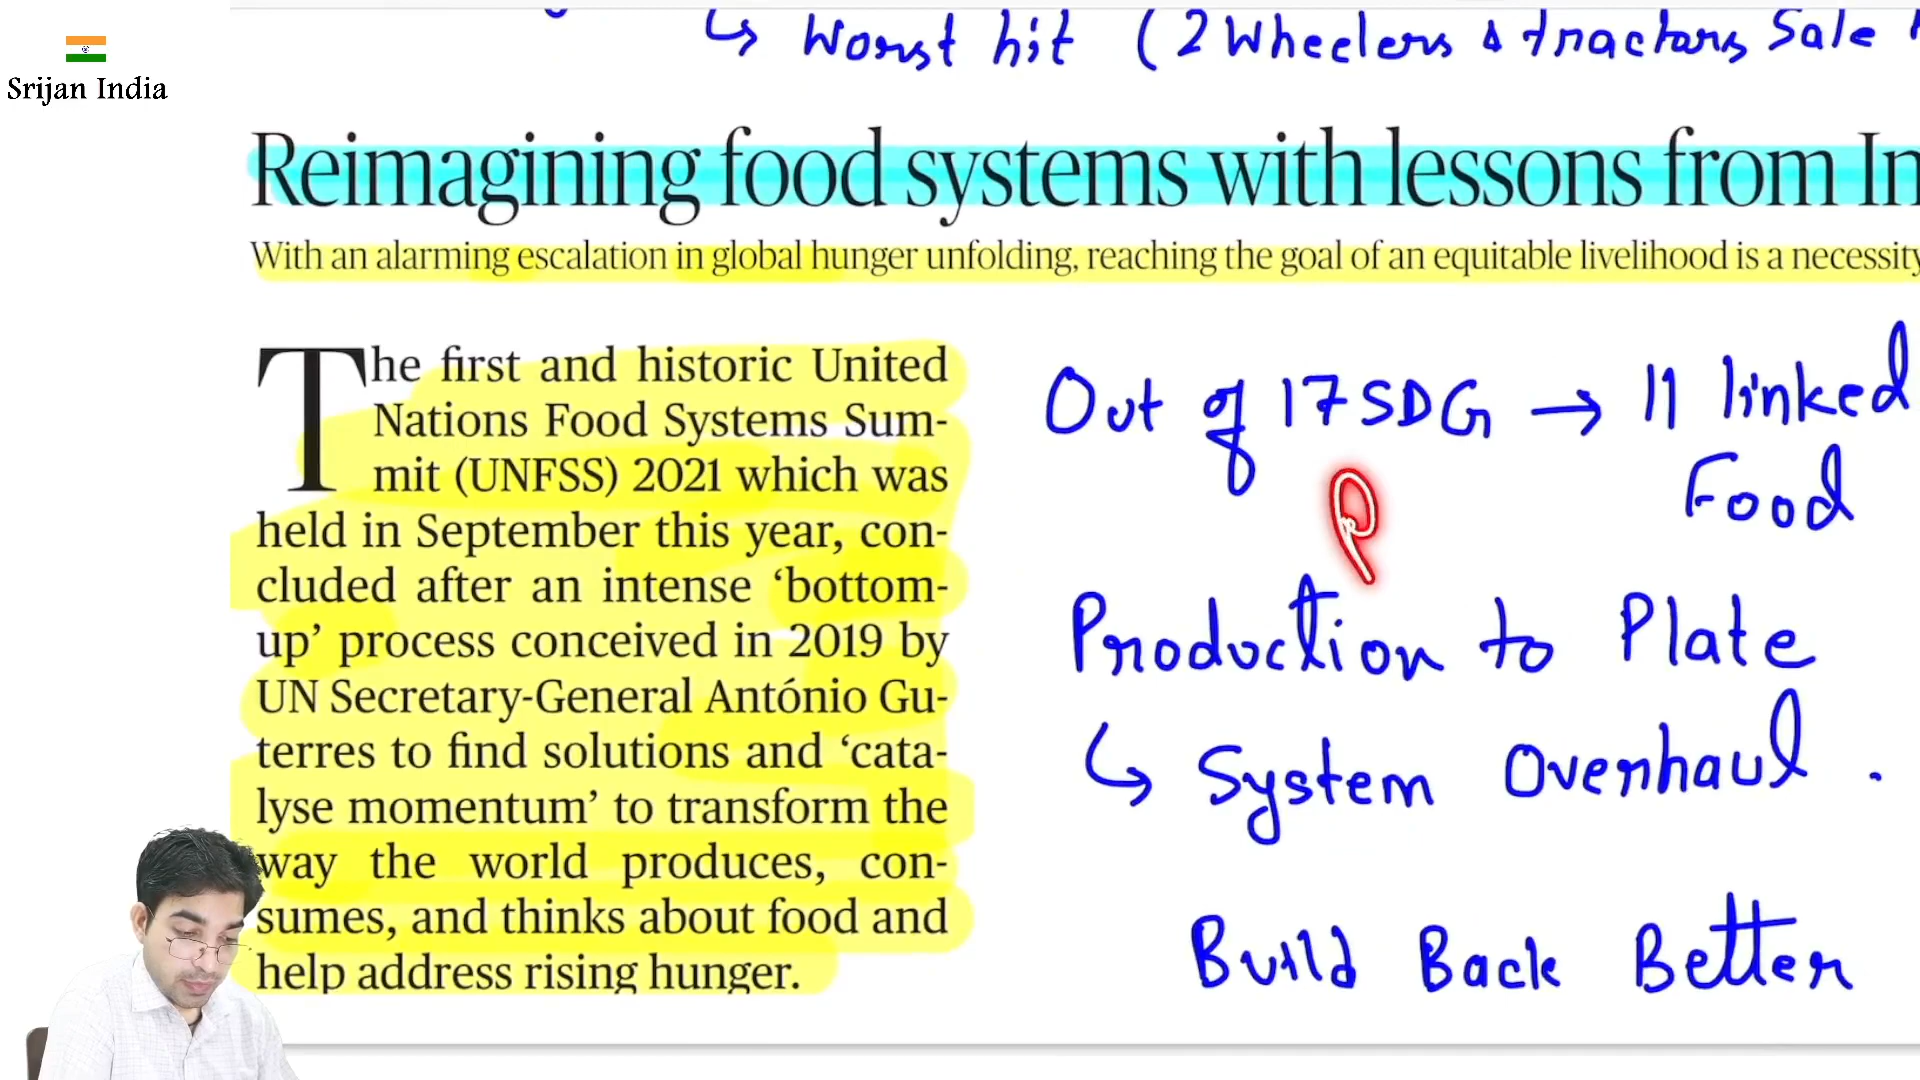 ↳ Worst hit ( 2 Wheelers & tractors Sale
Srijan India
Reimagining food systems with lessons from In
With an alarming escalation in global hunger unfolding, reaching the goal of an equitable livelihood is a necessity
The first and historic United
Nations Food Systems Sum-
mit (UNFSS) 2021 which was
held in September this year, con-
cluded after an intense ‘bottom-
up’ process conceived in 2019 by
UN Secretary-General António Gu-
terres to find solutions and ‘cata-
lyse momentum’ to transform the
way the world produces, con-
sumes, and thinks about food and
help address rising hunger.
Out of 17 SDG → 11 linked
Food
Production to Plate
↳ System Overhaul .
Build Back Better